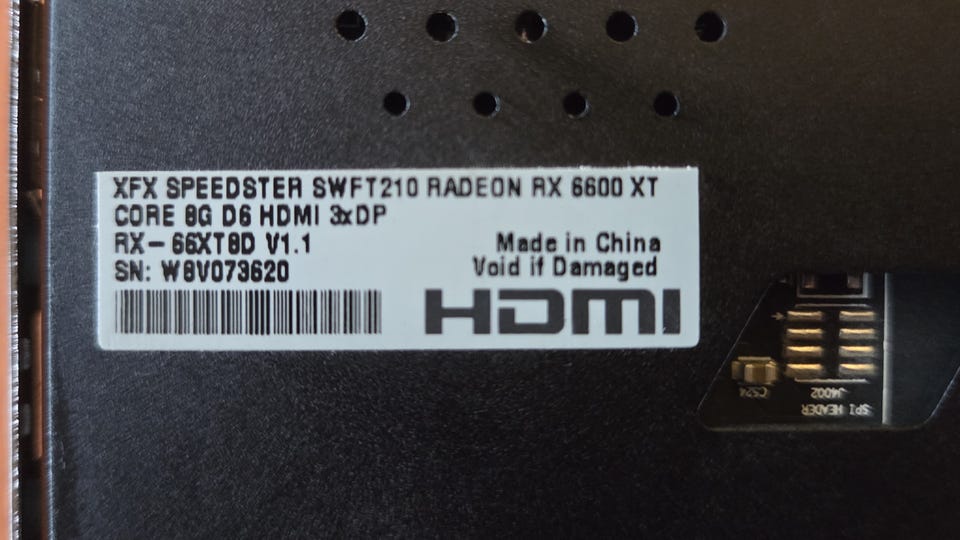 XFX SPEEDSTER SWFT210 RADEON RX 6600 XT
CORE 8G D6 HDMI 3xDP
RX-66XT8D V1.1
Made in China
SN: W8V073620
Void if Damaged
HDMI
C524
J4002
SPI HEADER